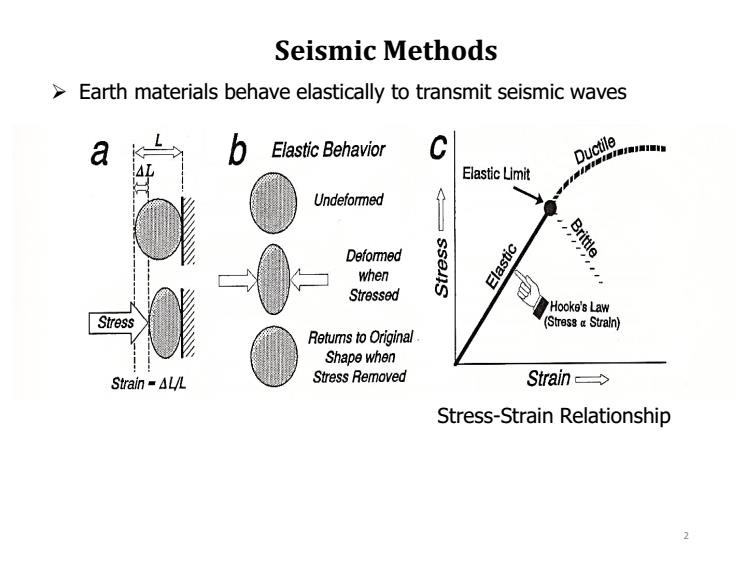 Seismic Methods
➢ Earth materials behave elastically to transmit seismic waves
a
L
ΔL
Stress
Strain = ΔL/L
b
Elastic Behavior
Undeformed
Deformed
when
Stressed
Returns to Original
Shape when
Stress Removed
c
Ductile
Elastic Limit
Brittle
Elastic
Stress
Hooke's Law
(Stress α Strain)
Strain
Stress-Strain Relationship
2